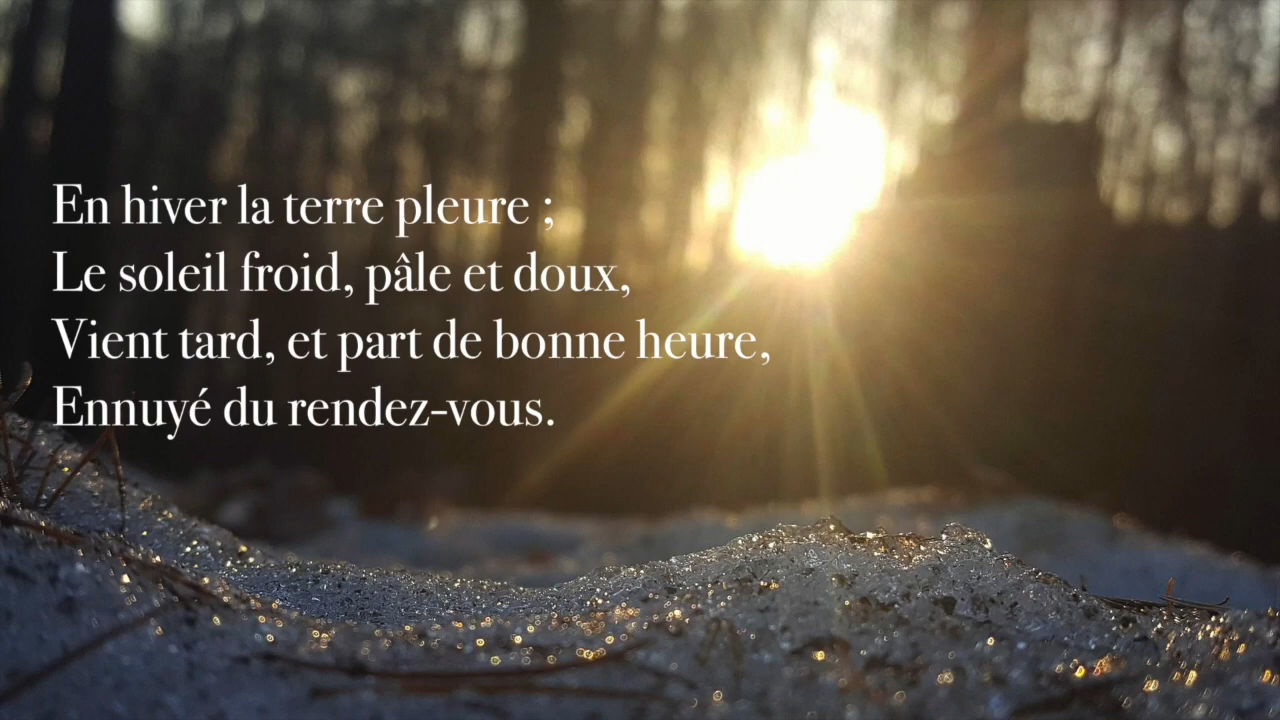 En hiver la terre pleure ;
Le soleil froid, pâle et doux,
Vient tard, et part de bonne heure,
Ennuyé du rendez-vous.